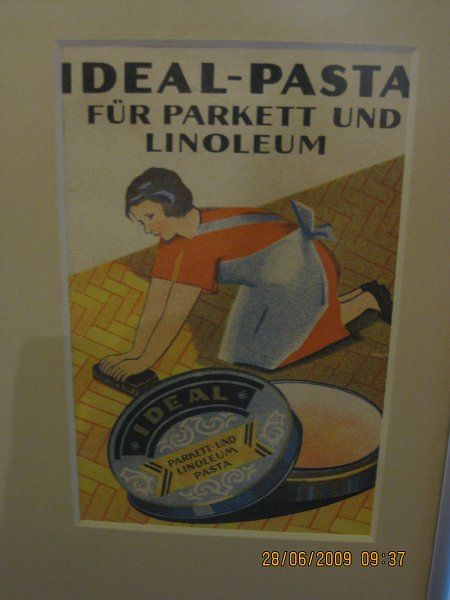 IDEAL-PASTA
FÜR PARKETT UND
LINOLEUM
IDEAL
PARKETT-UND
LINOLEUM
PASTA
28/06/2009 09:37